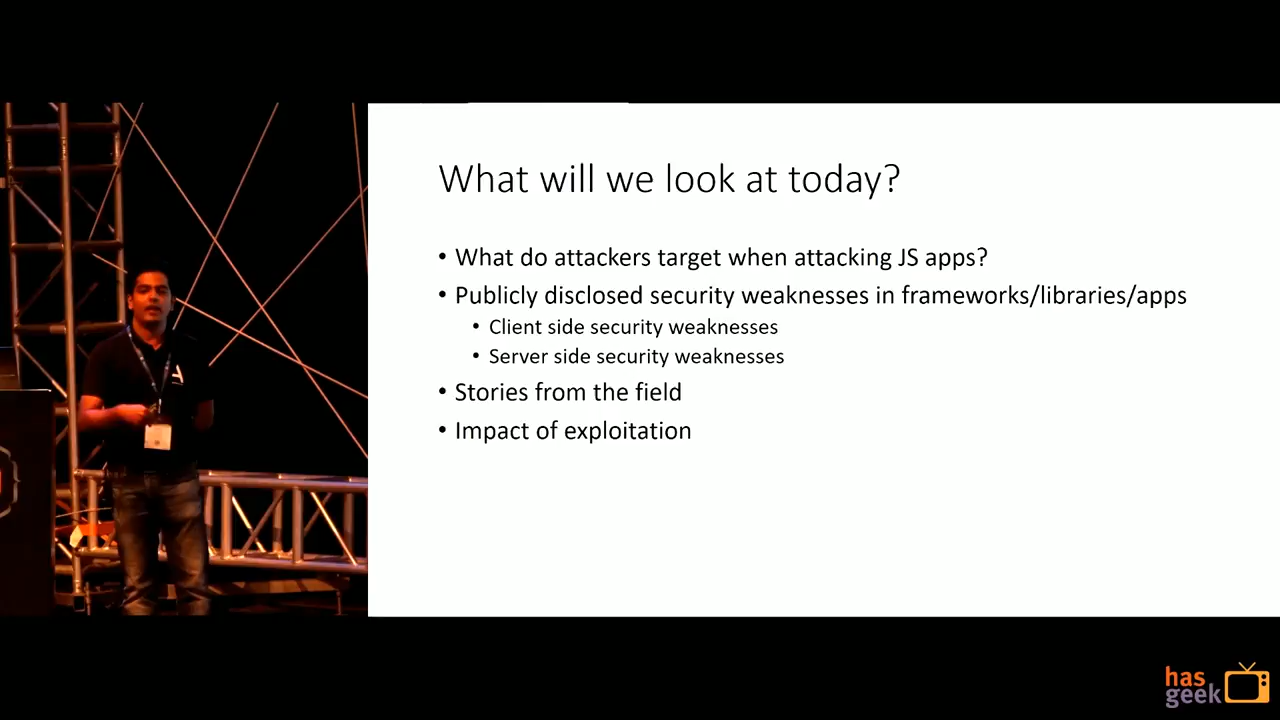 What will we look at today?
• What do attackers target when attacking JS apps?
• Publicly disclosed security weaknesses in frameworks/libraries/apps
• Client side security weaknesses
• Server side security weaknesses
• Stories from the field
• Impact of exploitation
has
geek